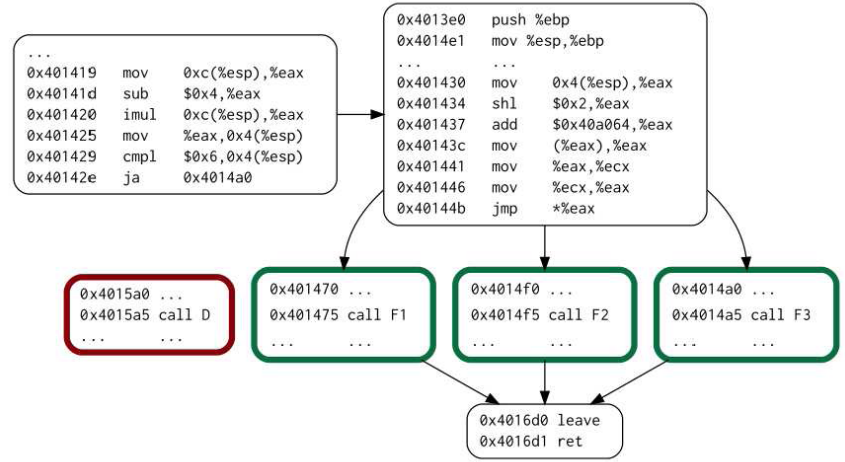 ...
0x401419 mov 0xc(%esp),%eax
0x40141d sub $0x4,%eax
0x401420 imul 0xc(%esp),%eax
0x401425 mov %eax,0x4(%esp)
0x401429 cmpl $0x6,0x4(%esp)
0x40142e ja 0x4014a0
0x4013e0 push %ebp
0x4014e1 mov %esp,%ebp
... ...
0x401430 mov 0x4(%esp),%eax
0x401434 shl $0x2,%eax
0x401437 add $0x40a064,%eax
0x40143c mov (%eax),%eax
0x401441 mov %eax,%ecx
0x401446 mov %ecx,%eax
0x40144b jmp *%eax
0x4015a0 ...
0x4015a5 call D
... ...
0x401470 ...
0x401475 call F1
... ...
0x4014f0 ...
0x4014f5 call F2
... ...
0x4014a0 ...
0x4014a5 call F3
... ...
0x4016d0 leave
0x4016d1 ret